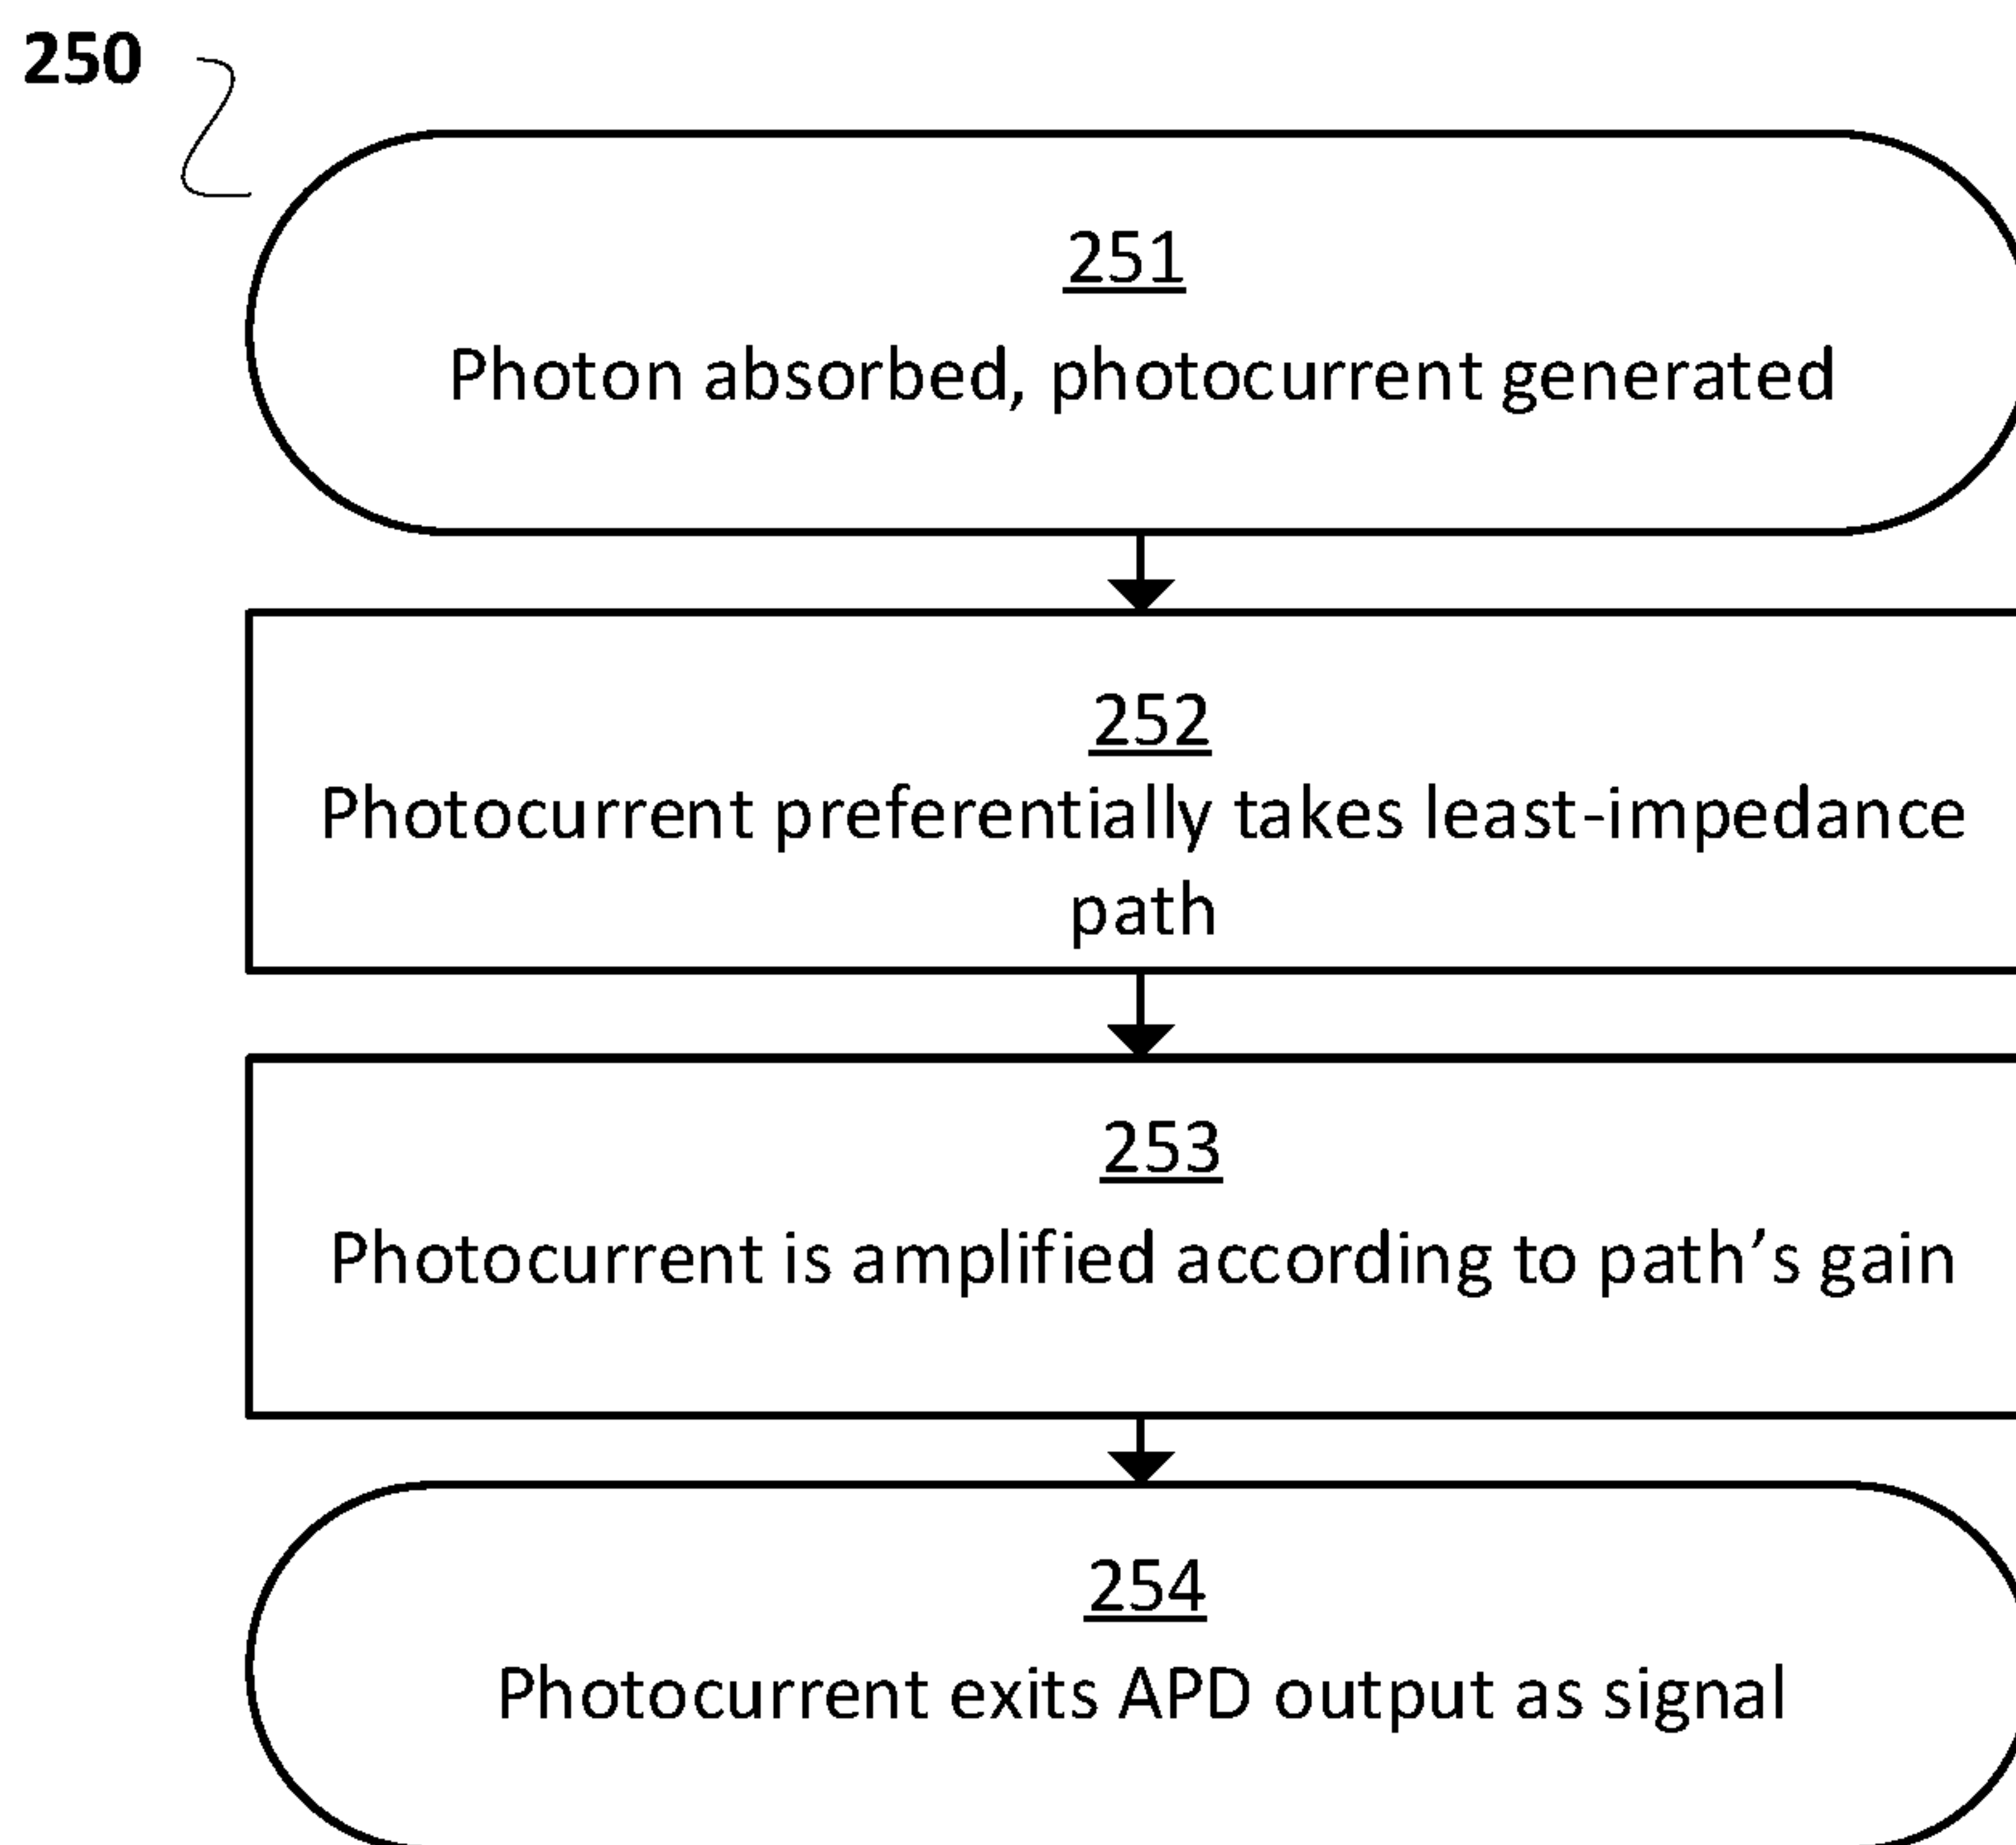 250
251
Photon absorbed, photocurrent generated
252
Photocurrent preferentially takes least-impedance
path
253
Photocurrent is amplified according to path’s gain
254
Photocurrent exits APD output as signal